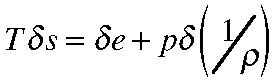 Tδs = δe + pδ(1/ρ)